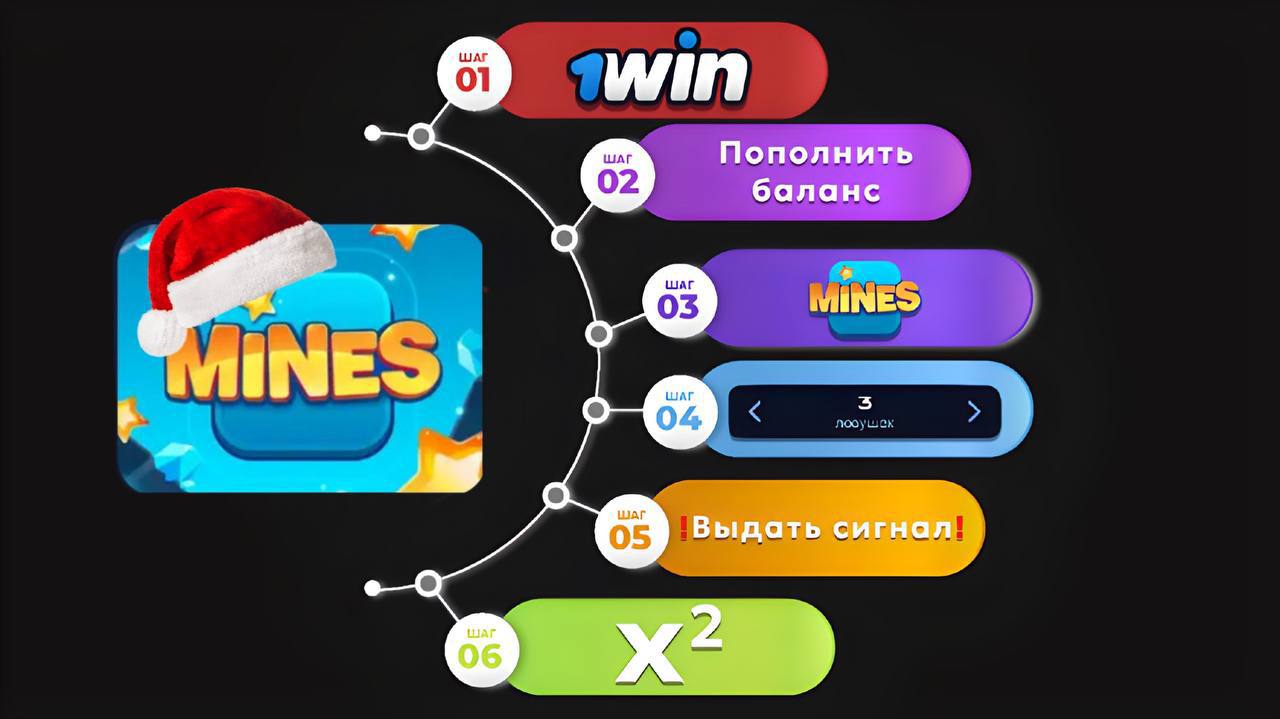 ШАГ
01
1win
ШАГ
02
Пополнить
баланс
MINES
ШАГ
03
MINES
ШАГ
04
3
ловушек
ШАГ
05
!Выдать сигнал!
ШАГ
06
x²